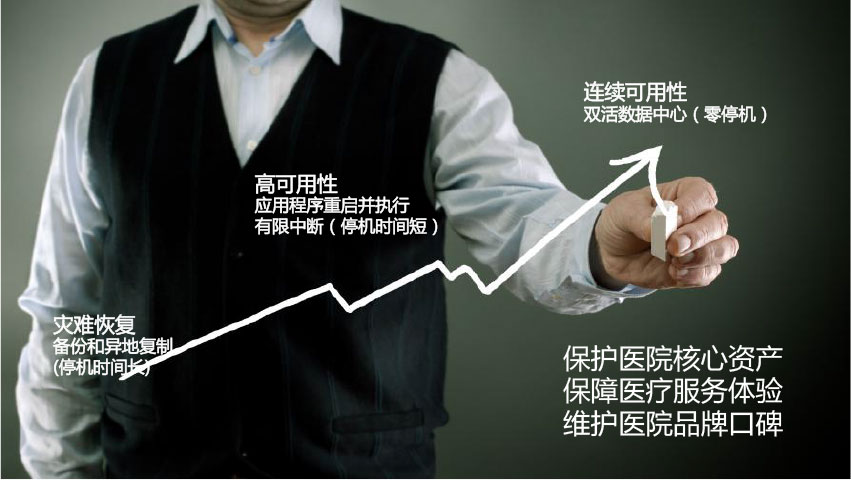 连续可用性
双活数据中心（零停机）
高可用性
应用程序重启并执行
有限中断（停机时间短）
灾难恢复
备份和异地复制
(停机时间长)
保护医院核心资产
保障医疗服务体验
维护医院品牌口碑